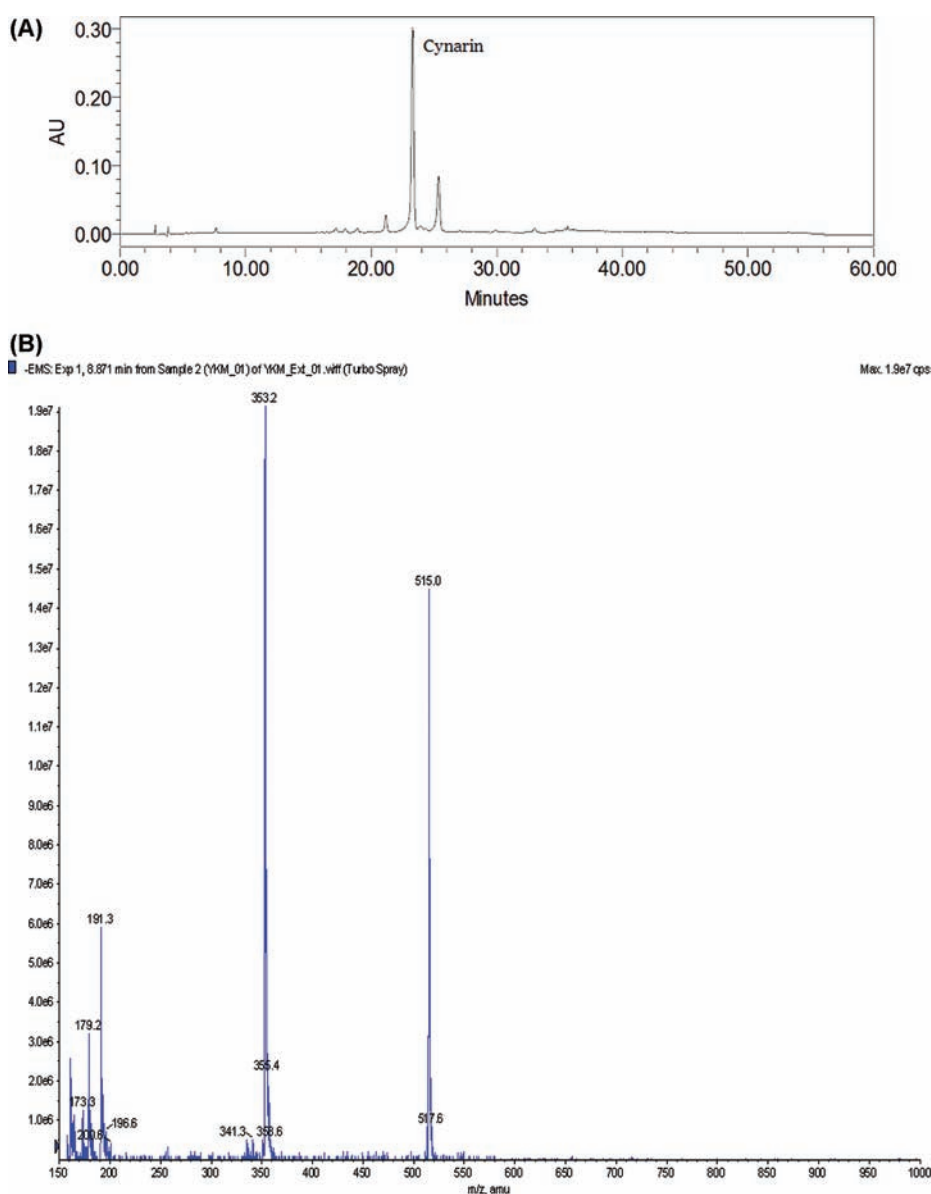 (A)
0.30
0.20
0.10
0.00
AU
Cynarin
0.00 10.00 20.00 30.00 40.00 50.00 60.00
Minutes
(B)
-EMS: Exp 1, 8.871 min from Sample 2 (YKM_01) of YKM_Ext_01.wiff (Turbo Spray)
Max. 1.9e7 cps
353.2
1.9e7
1.8e7
1.7e7
1.6e7
1.5e7
515.0
1.4e7
1.3e7
1.2e7
1.1e7
1.0e7
9.0e6
8.0e6
7.0e6
6.0e6
191.3
5.0e6
4.0e6
3.0e6
179.2
2.0e6
355.4
173.3
1.0e6
196.6
200.6
341.3
358.6
517.6
150 200 250 300 350 400 450 500 550 600 650 700 750 800 850 900 950 1000
m/z, amu